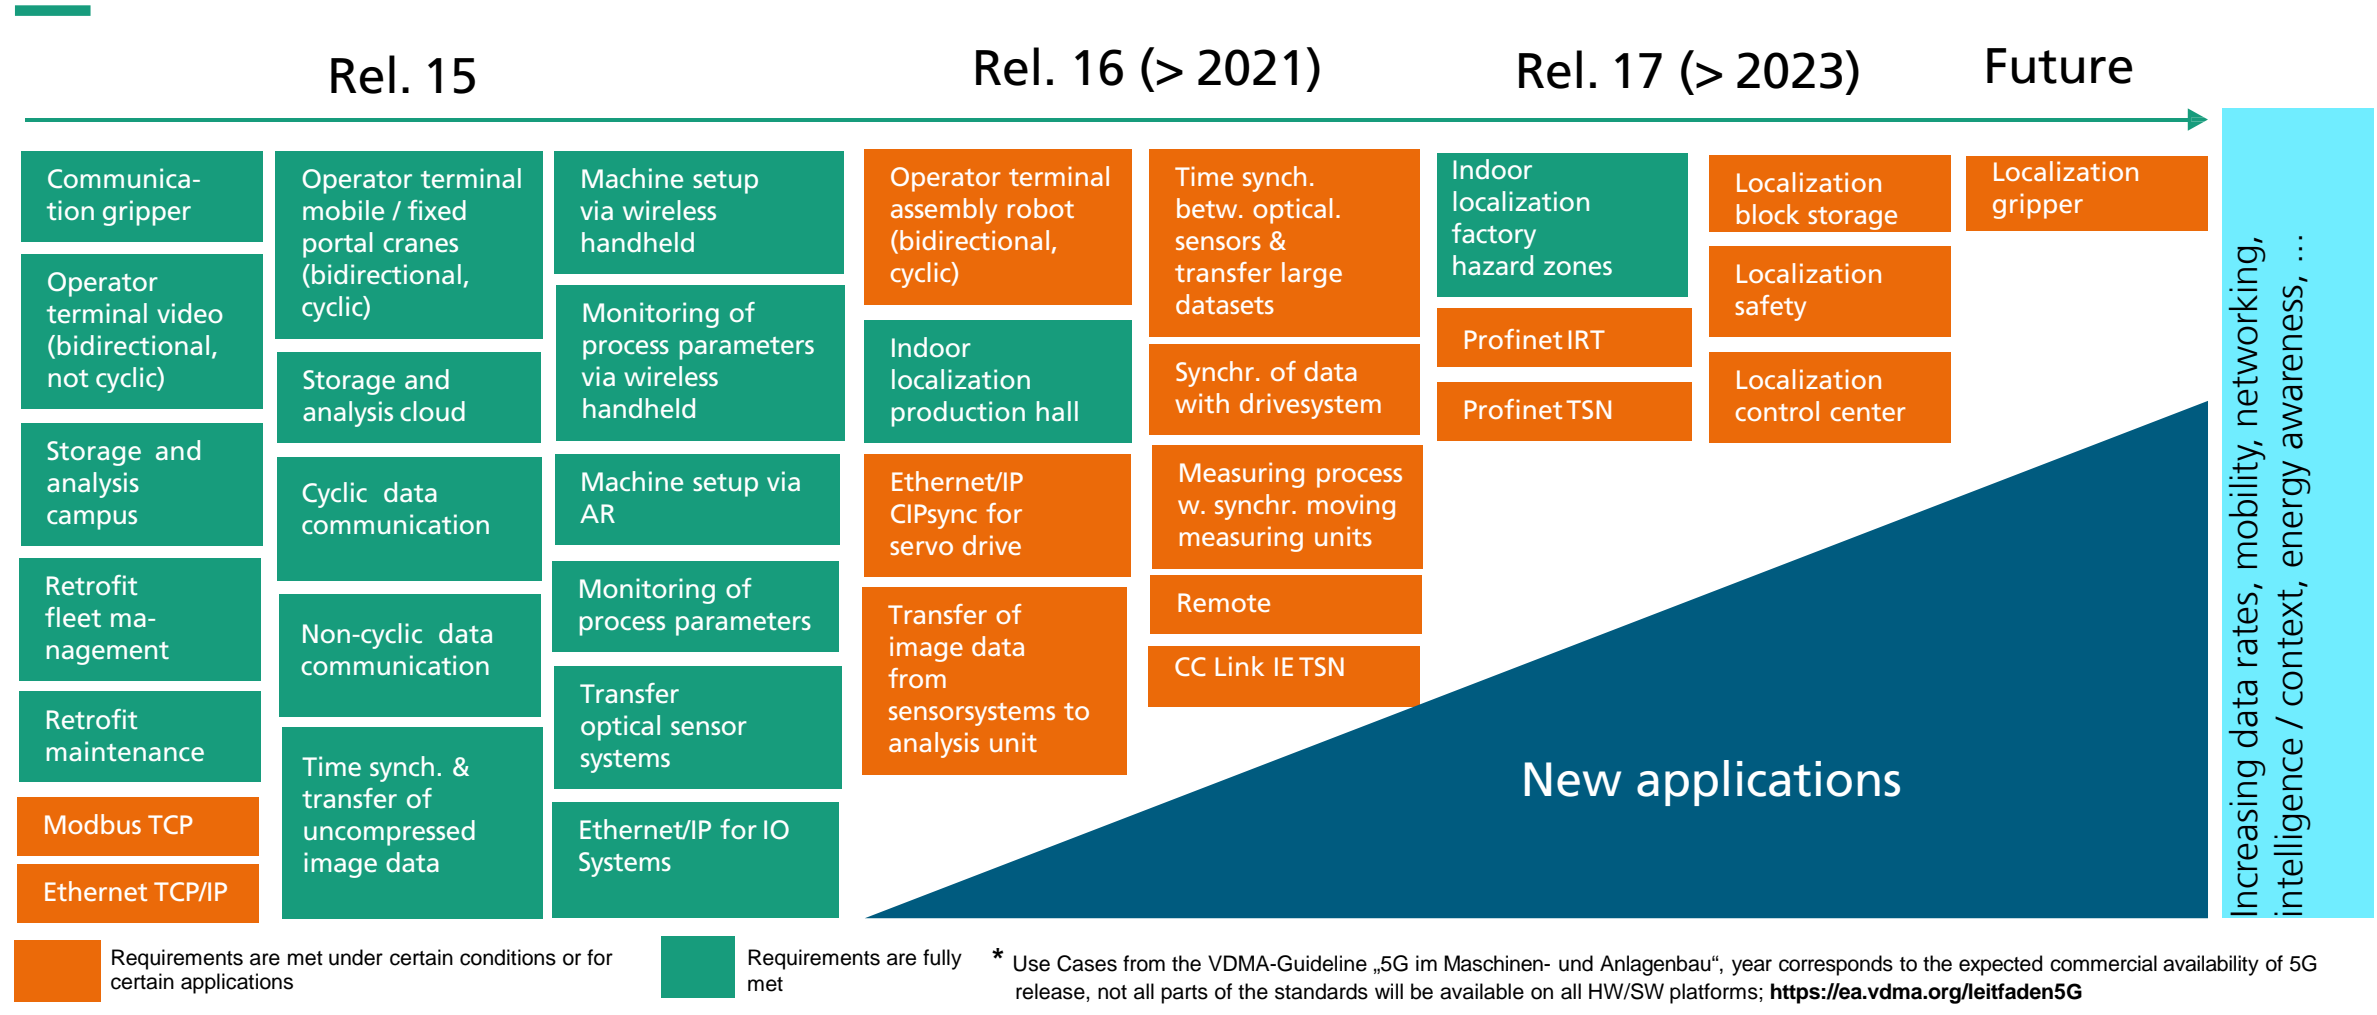 Rel. 15
Rel. 16 (> 2021)
Rel. 17 (> 2023)
Future
Communica-
tion gripper
Operator
terminal video
(bidirectional,
not cyclic)
Storage and
analysis
campus
Retrofit
fleet ma-
nagement
Retrofit
maintenance
Modbus TCP
Ethernet TCP/IP
Operator terminal
mobile / fixed
portal cranes
(bidirectional,
cyclic)
Storage and
analysis cloud
Cyclic data
communication
Non-cyclic data
communication
Time synch. &
transfer of
uncompressed
image data
Machine setup
via wireless
handheld
Monitoring of
process parameters
via wireless
handheld
Machine setup via
AR
Monitoring of
process parameters
Transfer
optical sensor
systems
Ethernet/IP for IO
Systems
Operator terminal
assembly robot
(bidirectional,
cyclic)
Indoor
localization
production hall
Ethernet/IP
CIPsync for
servo drive
Transfer of
image data
from
sensorsystems to
analysis unit
Time synch.
betw. optical.
sensors &
transfer large
datasets
Synchr. of data
with drivesystem
Measuring process
w. synchr. moving
measuring units
Remote
CC Link IE TSN
Indoor
localization
factory
hazard zones
Profinet IRT
Profinet TSN
Localization
block storage
Localization
safety
Localization
control center
Localization
gripper
New applications
Increasing data rates, mobility, networking,
intelligence / context, energy awareness, …
Requirements are met under certain conditions or for
certain applications
Requirements are fully
met
* Use Cases from the VDMA-Guideline „5G im Maschinen- und Anlagenbau“, year corresponds to the expected commercial availability of 5G
release, not all parts of the standards will be available on all HW/SW platforms; https://ea.vdma.org/leitfaden5G